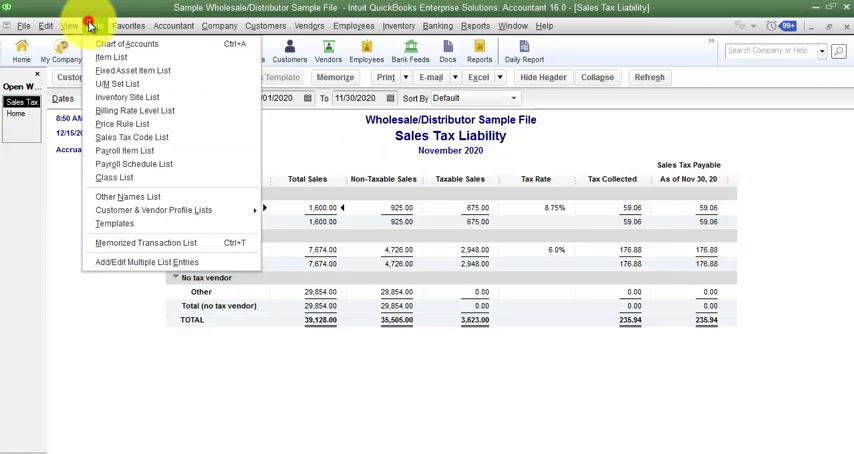 Sample Wholesale/Distributor Sample File - Intuit QuickBooks Enterprise Solutions: Accountant 16.0 - [Sales Tax Liability]
File Edit View Favorites Accountant Company Customers Vendors Employees Inventory Banking Reports Window Help
99+
Home My Company Customers Vendors Employees Bank Feeds Docs Reports Daily Report
Search Company or Help
Template Memorize Print E-mail Excel Hide Header Collapse Refresh
Dates /01/2020 To 11/30/2020 Sort By Default
Open W...
Sales Tax
Home
Chart of Accounts Ctrl+A
Item List
Fixed Asset Item List
U/M Set List
Inventory Site List
Billing Rate Level List
Price Rule List
Sales Tax Code List
Payroll Item List
Payroll Schedule List
Class List
Other Names List
Customer & Vendor Profile Lists
Templates
Memorized Transaction List Ctrl+T
Add/Edit Multiple List Entries
8:50 AM
12/15/20
Accrua
Wholesale/Distributor Sample File
Sales Tax Liability
November 2020
Sales Tax Payable
Total Sales Non-Taxable Sales Taxable Sales Tax Rate Tax Collected As of Nov 30, 20
1,600.00 925.00 675.00 8.75% 59.06 59.06
1,600.00 925.00 675.00 59.06 59.06
7,674.00 4,726.00 2,948.00 6.0% 176.88 176.88
7,674.00 4,726.00 2,948.00 176.88 176.88
No tax vendor
Other 29,854.00 29,854.00 0.00 0.00 0.00
Total (no tax vendor) 29,854.00 29,854.00 0.00 0.00 0.00
TOTAL 39,128.00 35,505.00 3,623.00 235.94 235.94